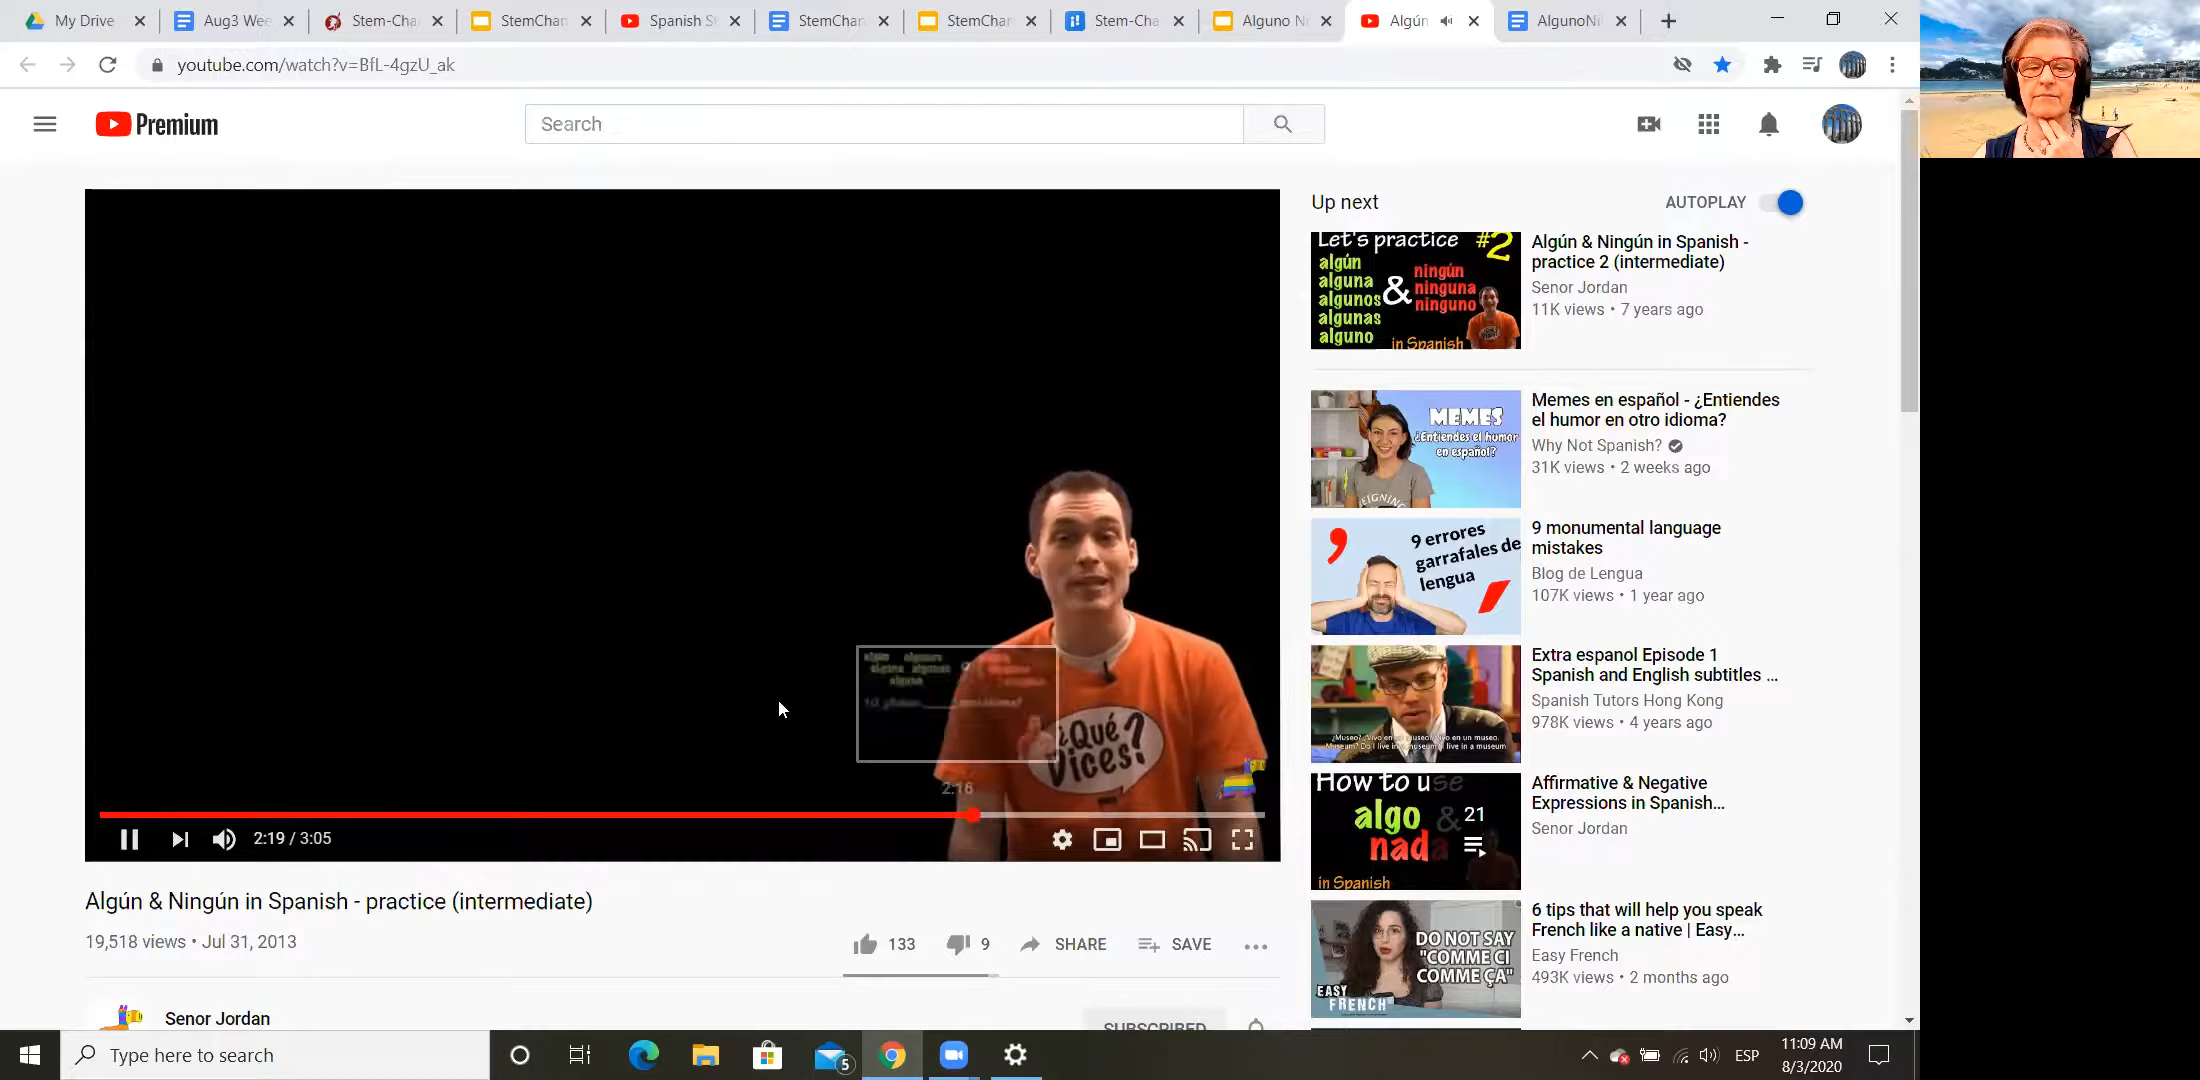 My Drive
Aug3 Wee
Stem-Cha
StemChan
Spanish S
StemChan
StemChan
Stem-Cha
Alguno N
Algún
AlgunoNi
youtube.com/watch?v=BfL-4gzU_ak
Premium
Search
¿Qué
Dices?
2:16
2:19 / 3:05
Algún & Ningún in Spanish - practice (intermediate)
19,518 views • Jul 31, 2013
133
9
SHARE
SAVE
Senor Jordan
SUBSCRIBED
Up next
AUTOPLAY
Let's practice #2
algún
alguna
algunos
algunas
alguno
&
ningún
ninguna
ninguno
in Spanish
Algún & Ningún in Spanish -
practice 2 (intermediate)
Senor Jordan
11K views • 7 years ago
MEMES
¿Entiendes el humor
en español?
Memes en español - ¿Entiendes
el humor en otro idioma?
Why Not Spanish?
31K views • 2 weeks ago
9 errores
garrafales de
lengua
9 monumental language
mistakes
Blog de Lengua
107K views • 1 year ago
Extra espanol Episode 1
Spanish and English subtitles ...
Spanish Tutors Hong Kong
978K views • 4 years ago
How to use
algo &
nada
in Spanish
21
Affirmative & Negative
Expressions in Spanish...
Senor Jordan
DO NOT SAY
"COMME CI
COMME ÇA"
EASY
FRENCH
6 tips that will help you speak
French like a native | Easy...
Easy French
493K views • 2 months ago
Type here to search
5
ESP
11:09 AM
8/3/2020